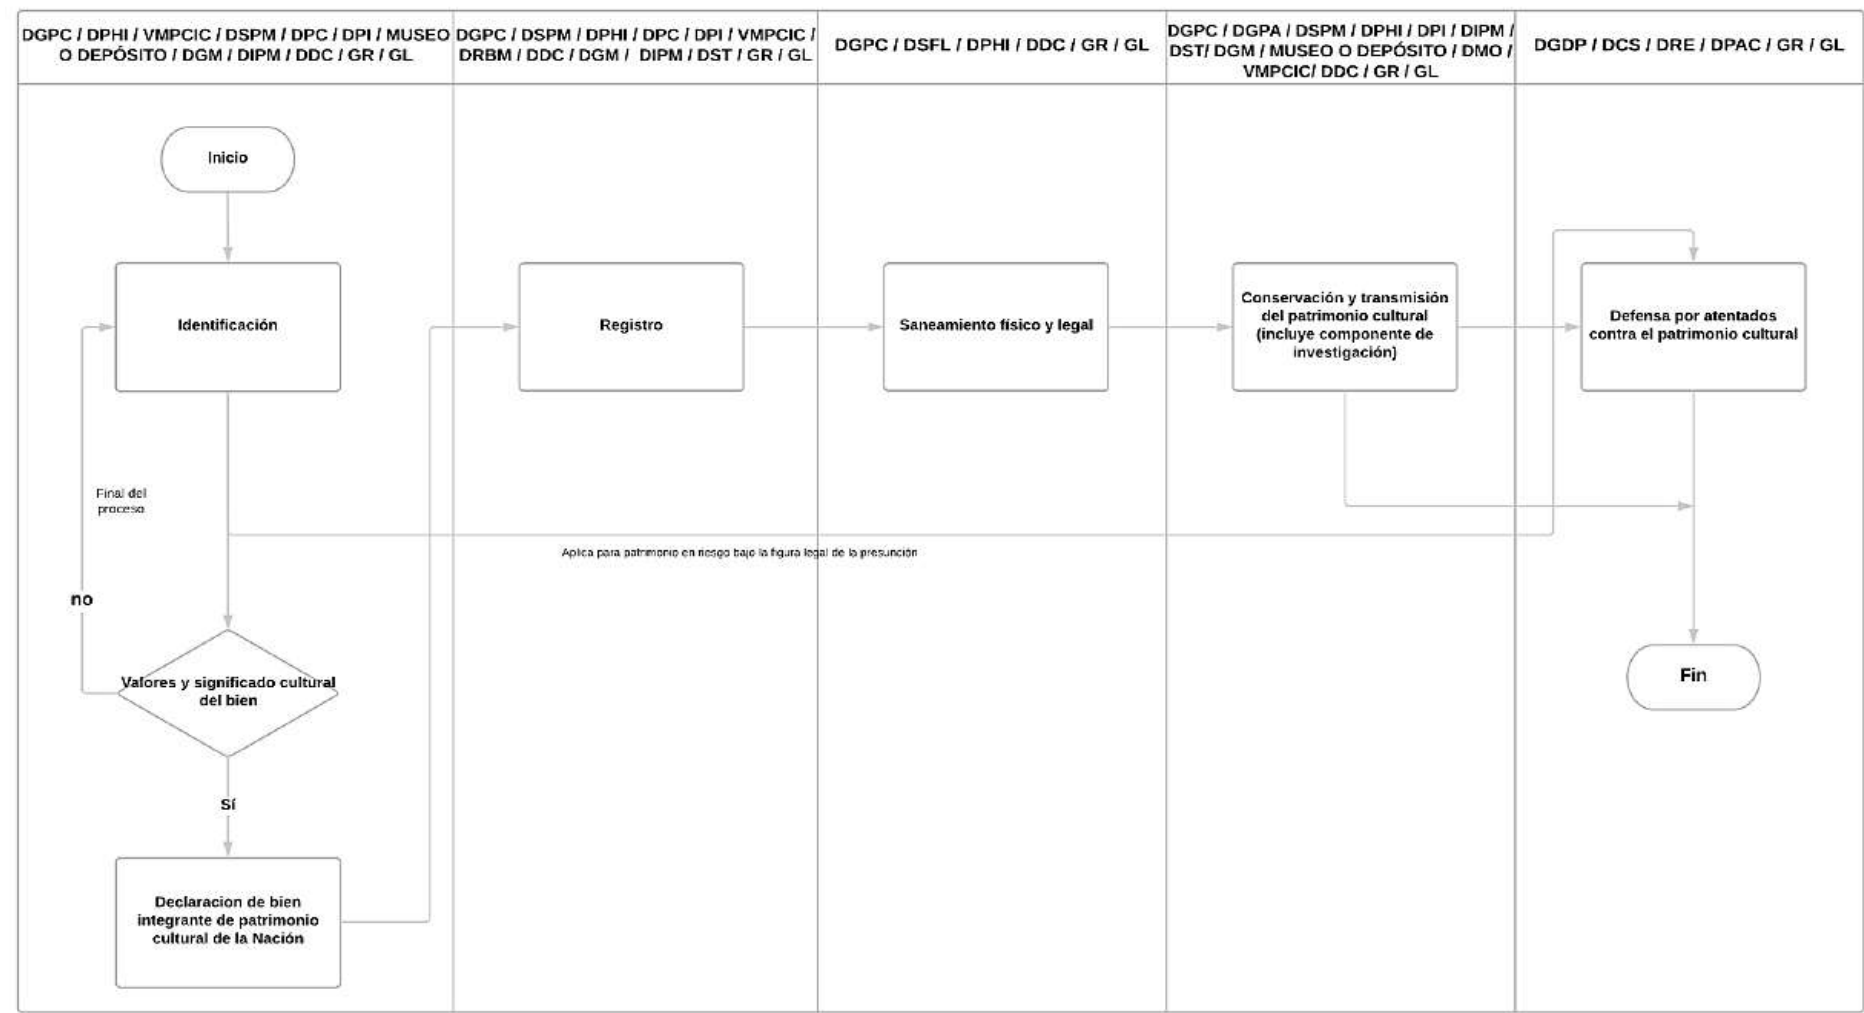 DGPC / DPHI / VMPCIC / DSPM / DPC / DPI / MUSEO
O DEPÓSITO / DGM / DIPM / DDC / GR / GL
DGPC / DSPM / DPHI / DPC / DPI / VMPCIC /
DRBM / DDC / DGM / DIPM / DST / GR / GL
DGPC / DSFL / DPHI / DDC / GR / GL
DGPC / DGPA / DSPM / DPHI / DPI / DIPM /
DST/ DGM / MUSEO O DEPÓSITO / DMO /
VMPCIC/ DDC / GR / GL
DGDP / DCS / DRE / DPAC / GR / GL
Inicio
Identificación
Registro
Saneamiento físico y legal
Conservación y transmisión
del patrimonio cultural
(incluye componente de
investigación)
Defensa por atentados
contra el patrimonio cultural
Final del
proceso
Aplica para patrimonio en riesgo bajo la figura legal de la presunción
no
Valores y significado cultural
del bien
Fin
Sí
Declaracion de bien
integrante de patrimonio
cultural de la Nación